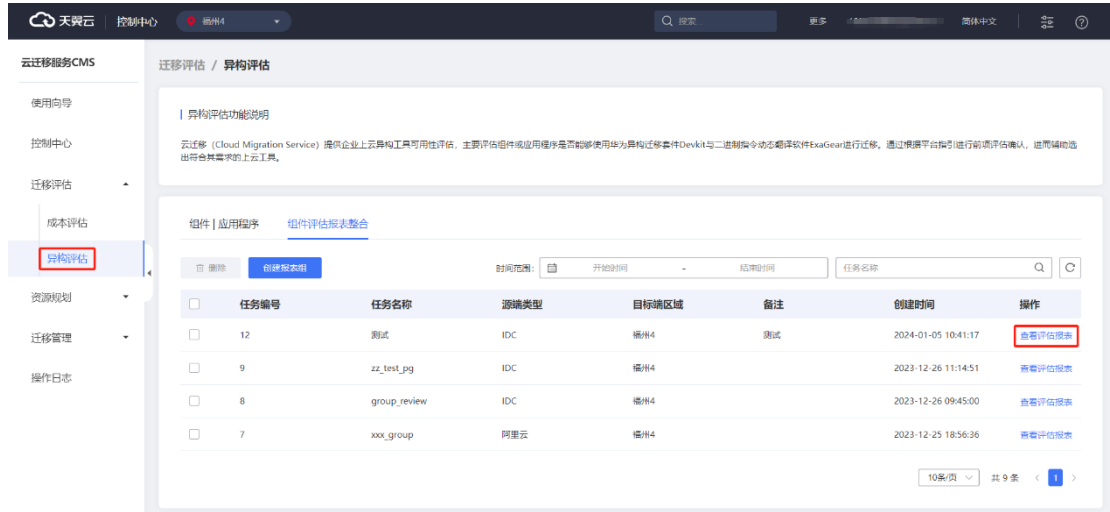 天翼云 控制中心 福州4 搜索... 更多 简体中文
云迁移服务CMS
使用向导
控制中心
迁移评估
成本评估
异构评估
资源规划
迁移管理
操作日志
迁移评估 / 异构评估
异构评估功能说明
云迁移（Cloud Migration Service）提供企业上云异构工具可用性评估，主要评估组件或应用程序是否能够使用华为异构迁移套件Devkit与二进制指令动态翻译软件ExaGear进行迁移。通过根据平台指引进行前项评估确认，进而辅助选
出符合其需求的上云工具。
组件 | 应用程序 组件评估报表整合
删除 创建报表组 时间范围: 开始时间 - 结束时间 任务名称
任务编号 任务名称 源端类型 目标端区域 备注 创建时间 操作
12 测试 IDC 福州4 测试 2024-01-05 10:41:17 查看评估报表
9 zz_test_pg IDC 福州4 2023-12-26 11:14:51 查看评估报表
8 group_review IDC 福州4 2023-12-26 09:45:00 查看评估报表
7 xxx_group 阿里云 福州4 2023-12-25 18:56:36 查看评估报表
10条/页 共 9 条 1